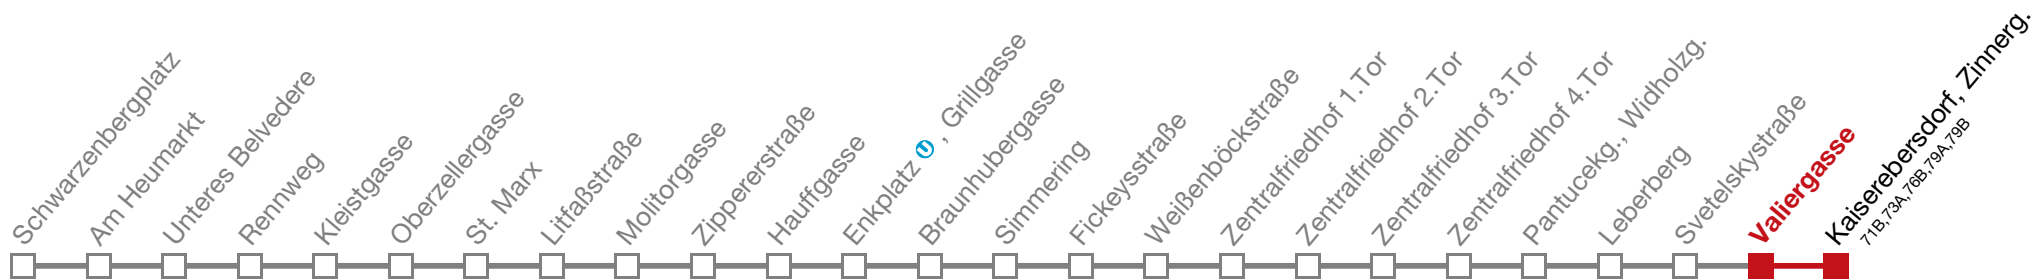 Schwarzenbergplatz
Am Heumarkt
Unteres Belvedere
Rennweg
Kleistgasse
Oberzellergasse
St. Marx
Litfaßstraße
Molitorgasse
Zippererstraße
Hauffgasse
Enkplatz U, Grillgasse
Braunhubergasse
Simmering
Fickeysstraße
Weißenböckstraße
Zentralfriedhof 1.Tor
Zentralfriedhof 2.Tor
Zentralfriedhof 3.Tor
Zentralfriedhof 4.Tor
Pantucekg., Widholzg.
Leberberg
Svetelskystraße
Valiergasse
Kaiserebersdorf, Zinnerg.
71B,73A,76B,79A,79B